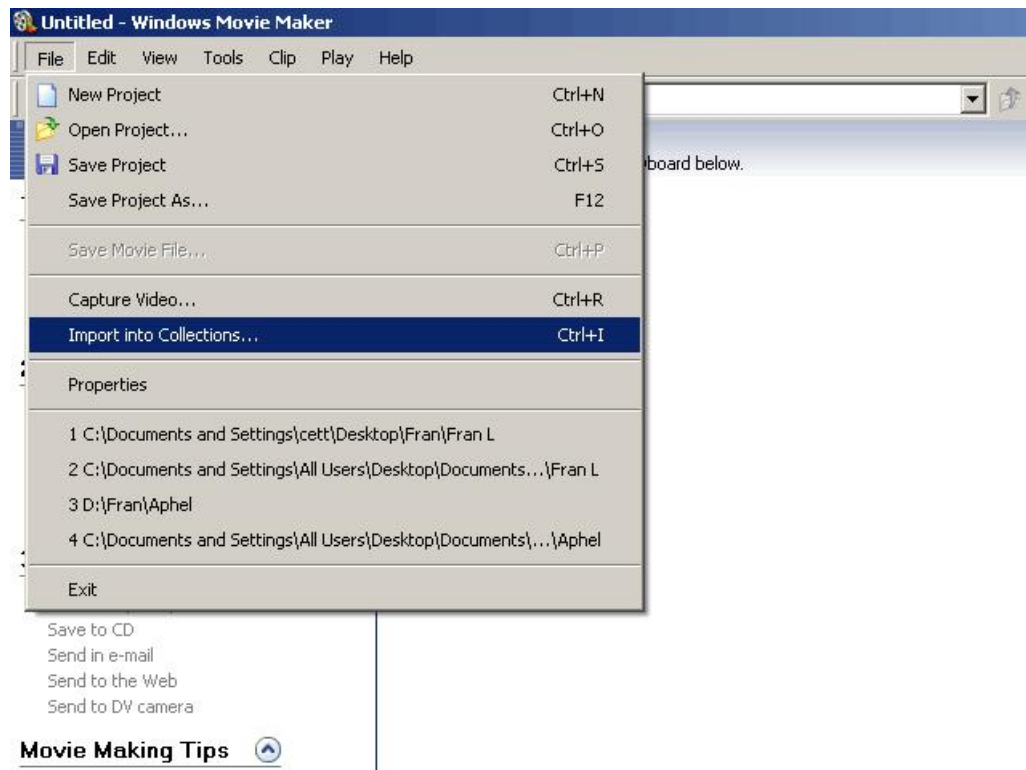 Untitled - Windows Movie Maker
File Edit View Tools Clip Play Help
New Project Ctrl+N
Open Project... Ctrl+O
Save Project Ctrl+S
board below.
Save Project As... F12
Save Movie File... Ctrl+P
Capture Video... Ctrl+R
Import into Collections... Ctrl+I
Properties
1 C:\Documents and Settings\cett\Desktop\Fran\Fran L
2 C:\Documents and Settings\All Users\Desktop\Documents...\Fran L
3 D:\Fran\Aphel
4 C:\Documents and Settings\All Users\Desktop\Documents\...\Aphel
Exit
Save to CD
Send in e-mail
Send to the Web
Send to DV camera
Movie Making Tips